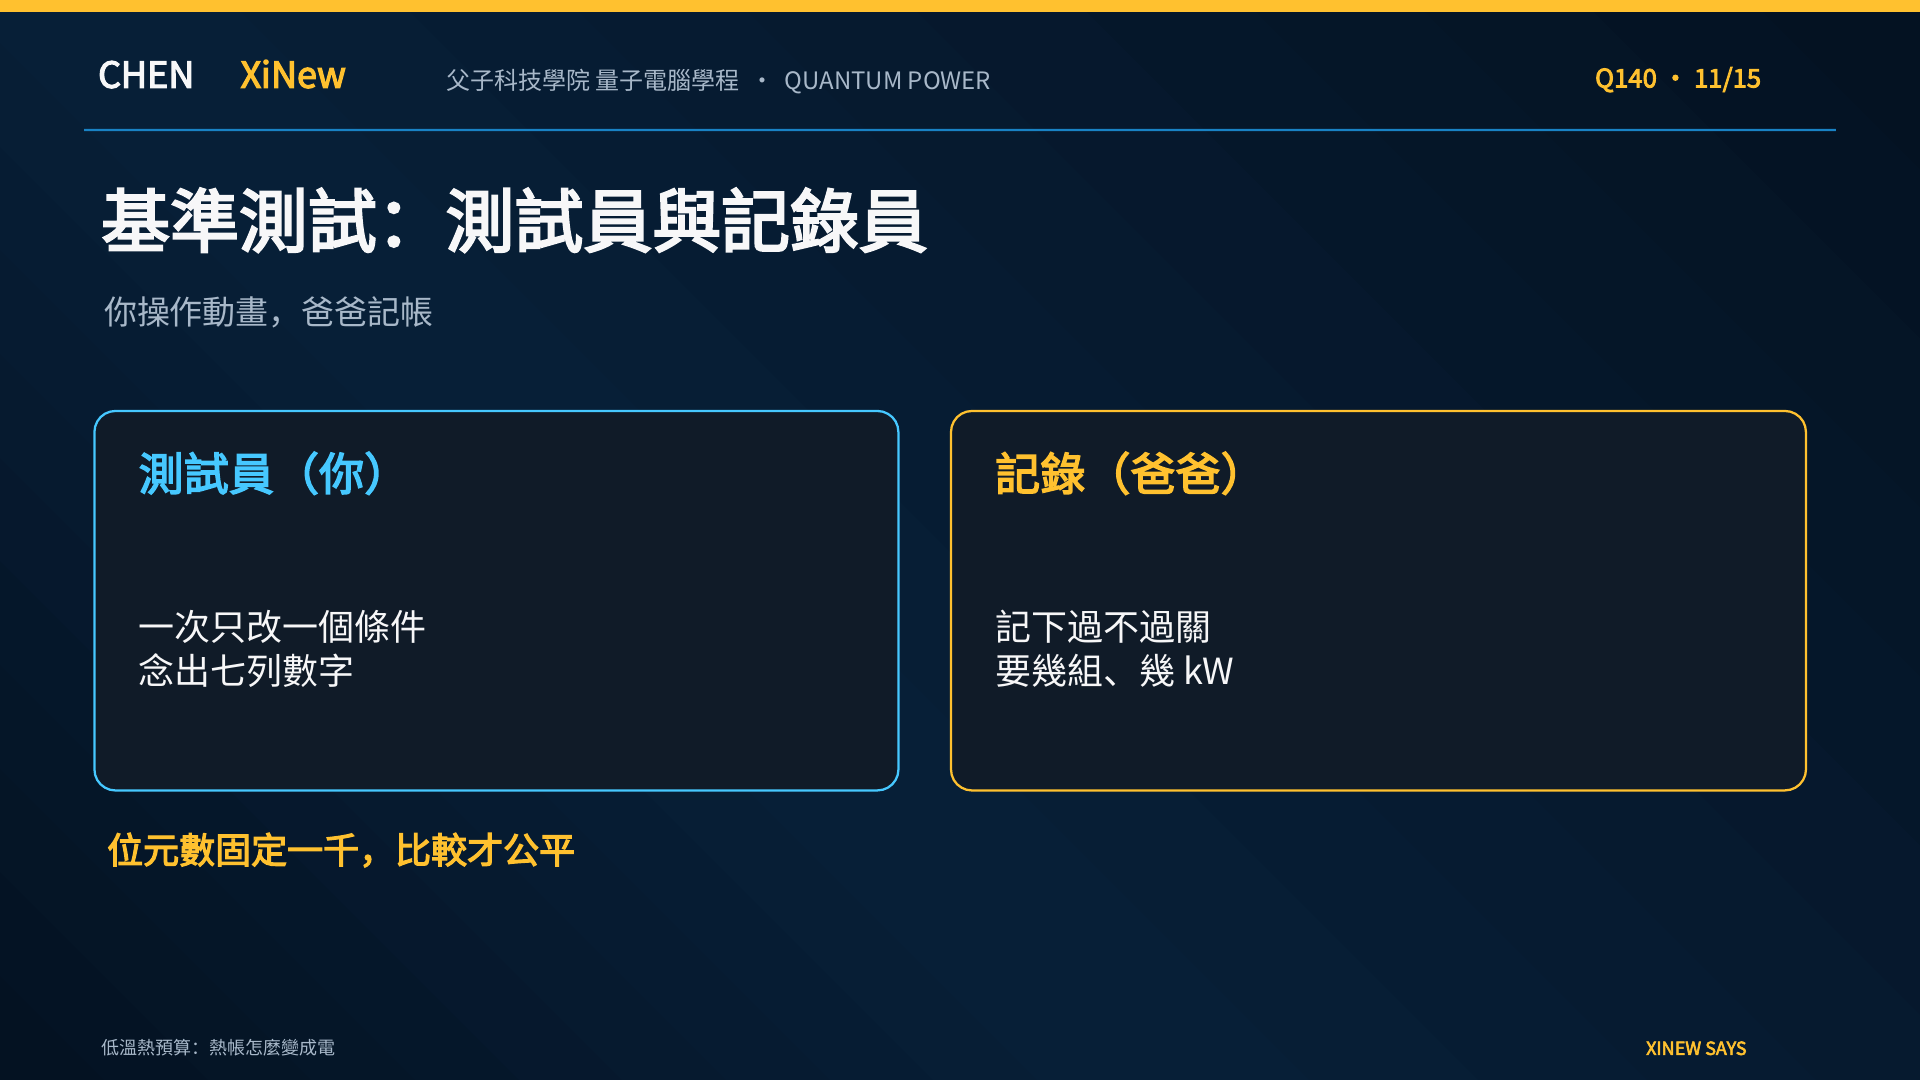 CHEN XiNew 父子科技學院 量子電腦學程 • QUANTUM POWER Q140 • 11/15
基準測試：測試員與記錄員
你操作動畫，爸爸記帳
測試員（你）
一次只改一個條件
念出七列數字
記錄（爸爸）
記下過不過關
要幾組、幾 kW
位元數固定一千，比較才公平
低溫熱預算：熱帳怎麼變成電
XINEW SAYS